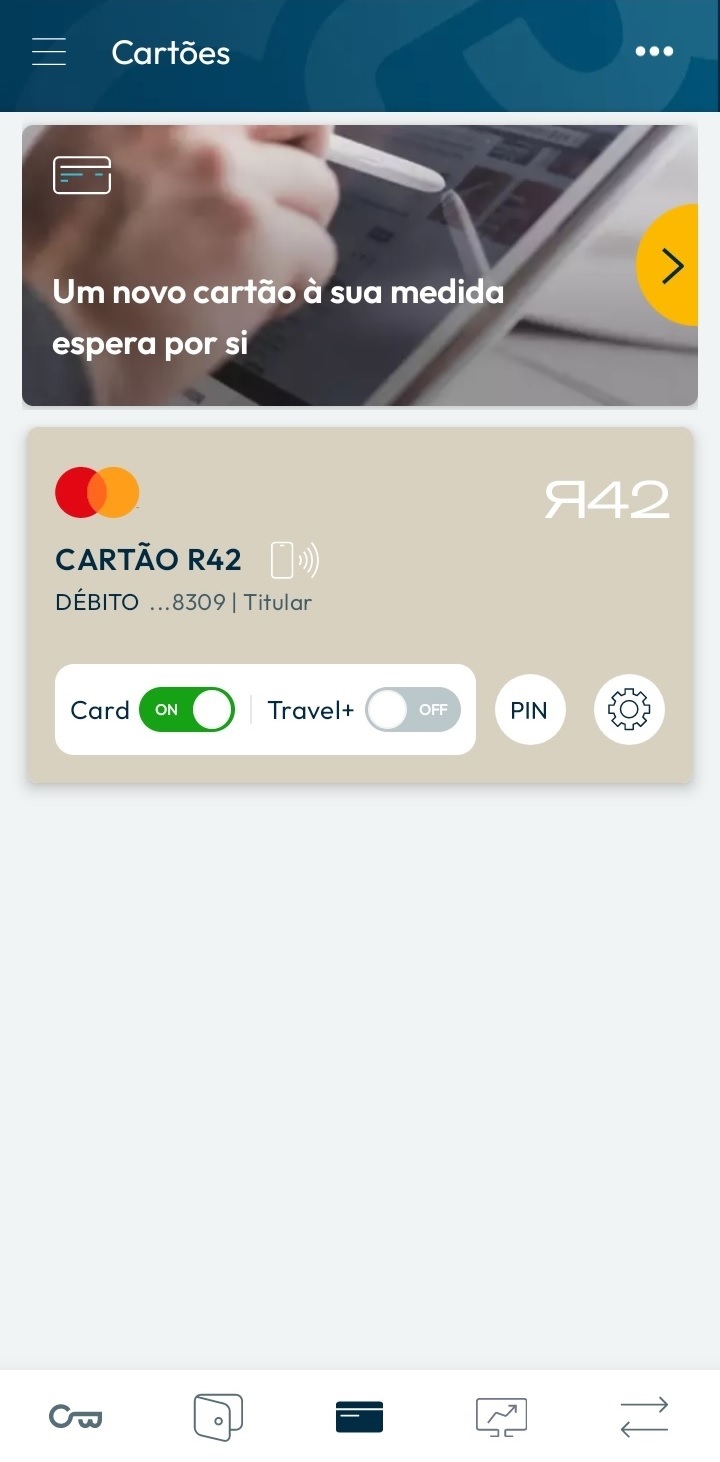 Cartões
Um novo cartão à sua medida
espera por si
Я42
CARTÃO R42
DÉBITO ...8309 | Titular
Card ON Travel+ OFF PIN